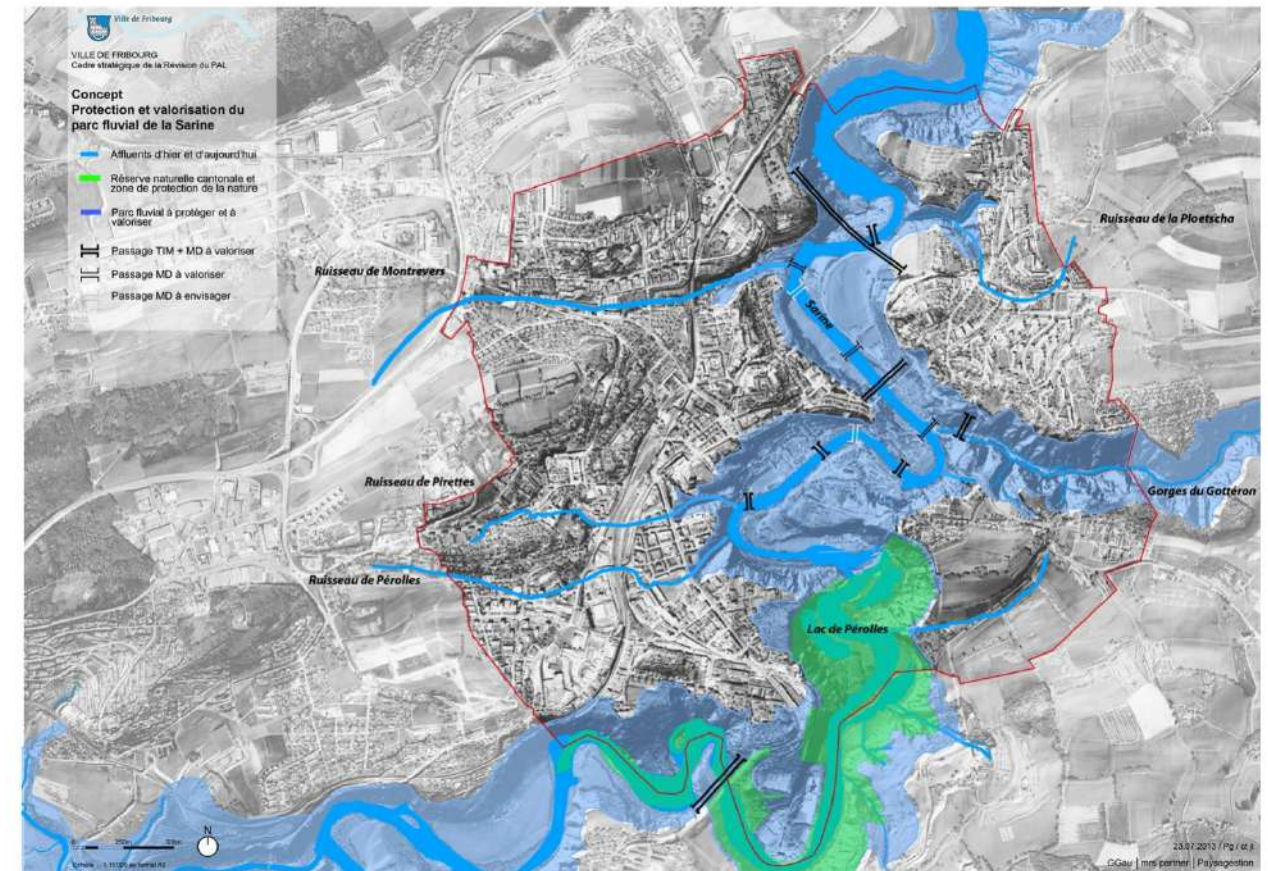 Ville de Fribourg
VILLE DE FRIBOURG
Cadre stratégique de la Révision du PAL
Concept
Protection et valorisation du
parc fluvial de la Sarine
Affluents d'hier et d'aujourd'hui
Réserve naturelle cantonale et
zone de protection de la nature
Parc fluvial à protéger et à
valoriser
Passage TIM + MD à valoriser
Passage MD à valoriser
Passage MD à envisager
Ruisseau de la Ploetscha
Ruisseau de Montrevers
Sarine
Ruisseau de Pirettes
Gorges du Gottéron
Ruisseau de Pérolles
Lac de Pérolles
N
0 250m 500m
23.07.2013 / Pg /
GGau | mrs partner | Paysagestion